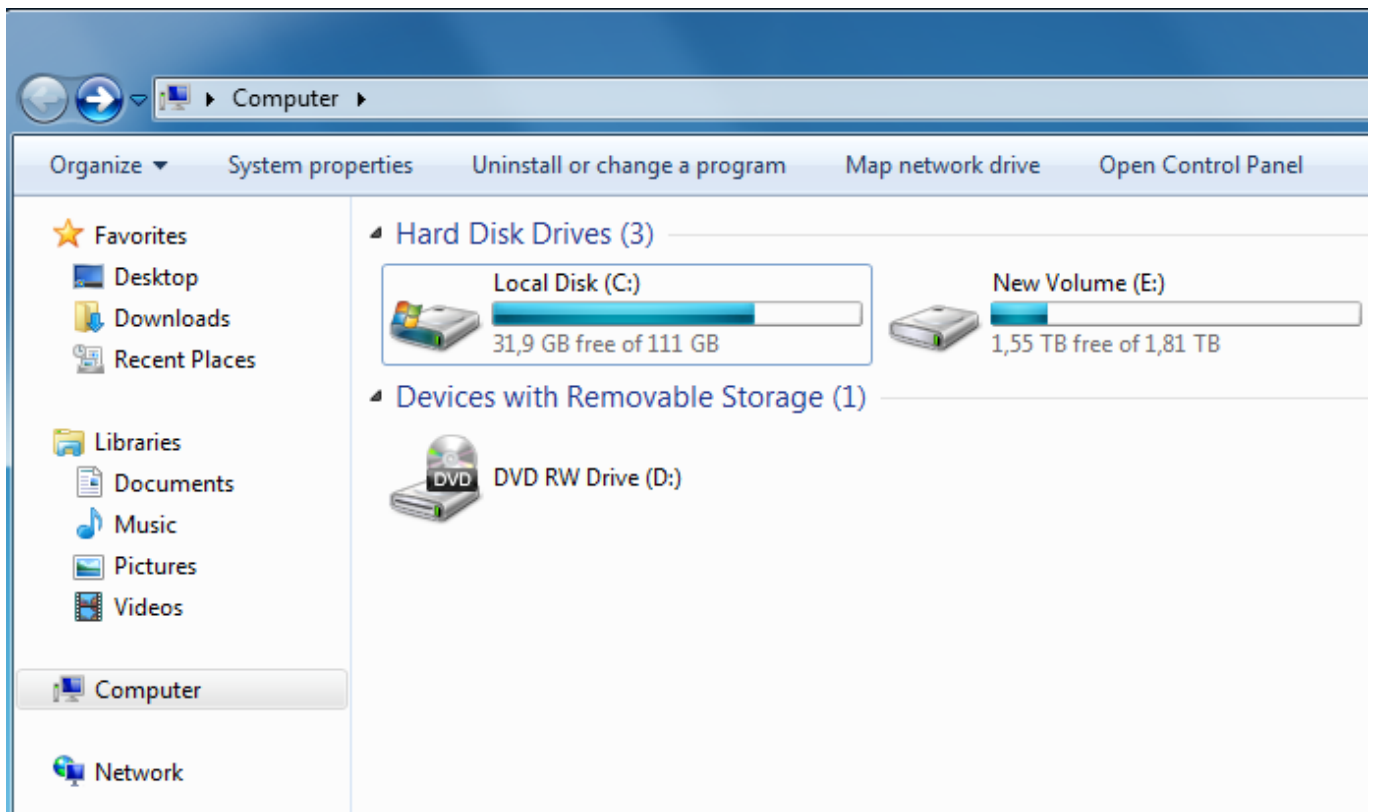 Computer
Organize System properties Uninstall or change a program Map network drive Open Control Panel
Favorites
Desktop
Downloads
Recent Places
Libraries
Documents
Music
Pictures
Videos
Computer
Network
Hard Disk Drives (3)
Local Disk (C:)
31,9 GB free of 111 GB
New Volume (E:)
1,55 TB free of 1,81 TB
Devices with Removable Storage (1)
DVD
DVD RW Drive (D:)